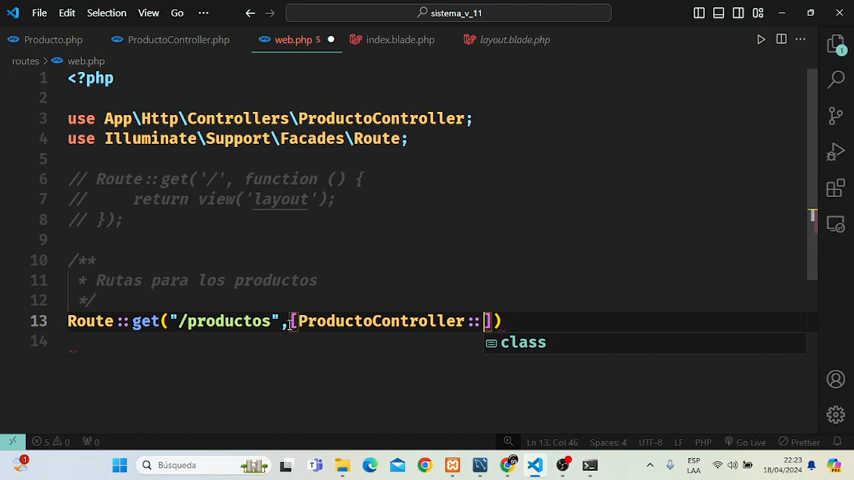 File Edit Selection View Go ··· ← → sistema_v_11
Producto.php ProductoController.php web.php 5 ● index.blade.php layout.blade.php
routes > web.php
1 <?php
2
3 use App\Http\Controllers\ProductoController;
4 use Illuminate\Support\Facades\Route;
5
6 // Route::get('/', function () {
7 //     return view('layout');
8 // });
9
10 /**
11 * Rutas para los productos
12 */
13 Route::get("/productos",[ProductoController::])
class
14
5 0 0 Ln 13, Col 46 Spaces: 4 UTF-8 LF PHP Go Live Prettier
Búsqueda
ESP
LAA
22:23
18/04/2024